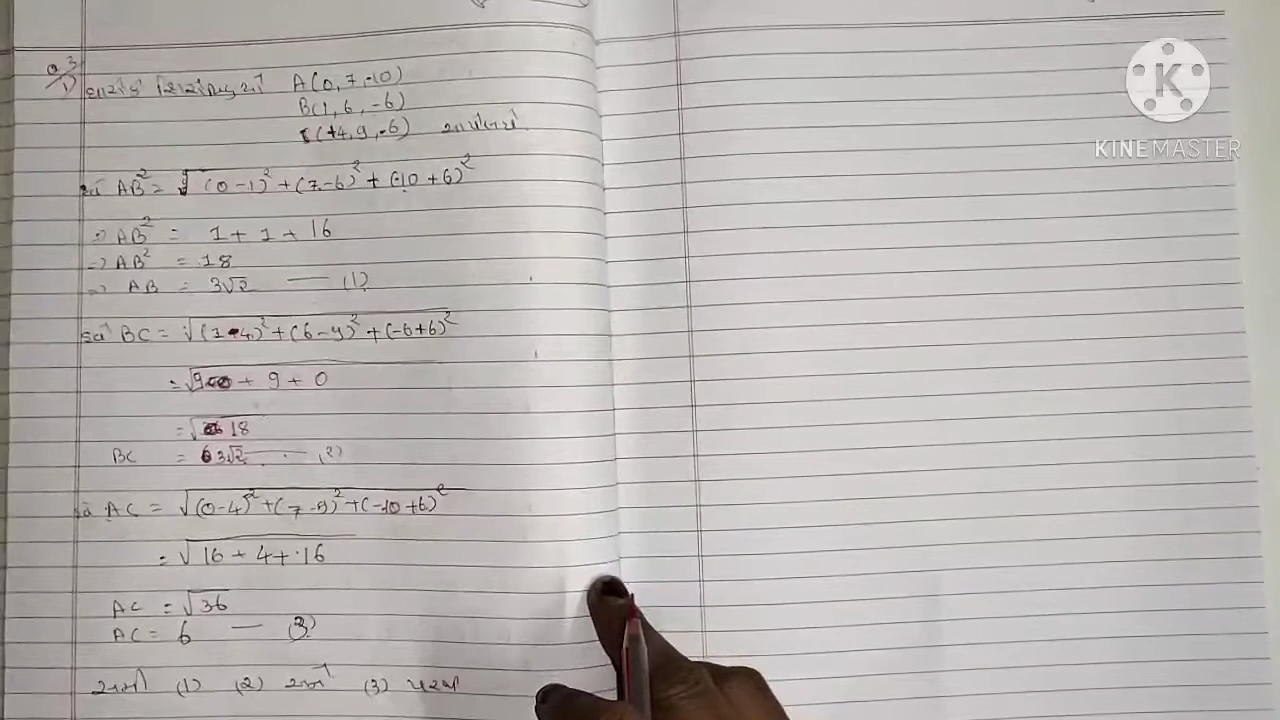 Q 3
1) A(0, 7, -10)
B(1, 6, -6)
(+4, 9, -6)
AB² = √(0-1)² + (7-6)² + (-10+6)²
⇒ AB² = 1 + 1 + 16
⇒ AB² = 18
⇒ AB = 3√2 — (1)
BC = √(1-4)² + (6-9)² + (-6+6)²
= √9 + 9 + 0
= √18
BC = 3√2 — (2)
AC = √(0-4)² + (7-9)² + (-10+6)²
= √16 + 4 + 16
AC = √36
AC = 6 — (3)
(1) (2) અને (3) પરથી
K
KINEMASTER